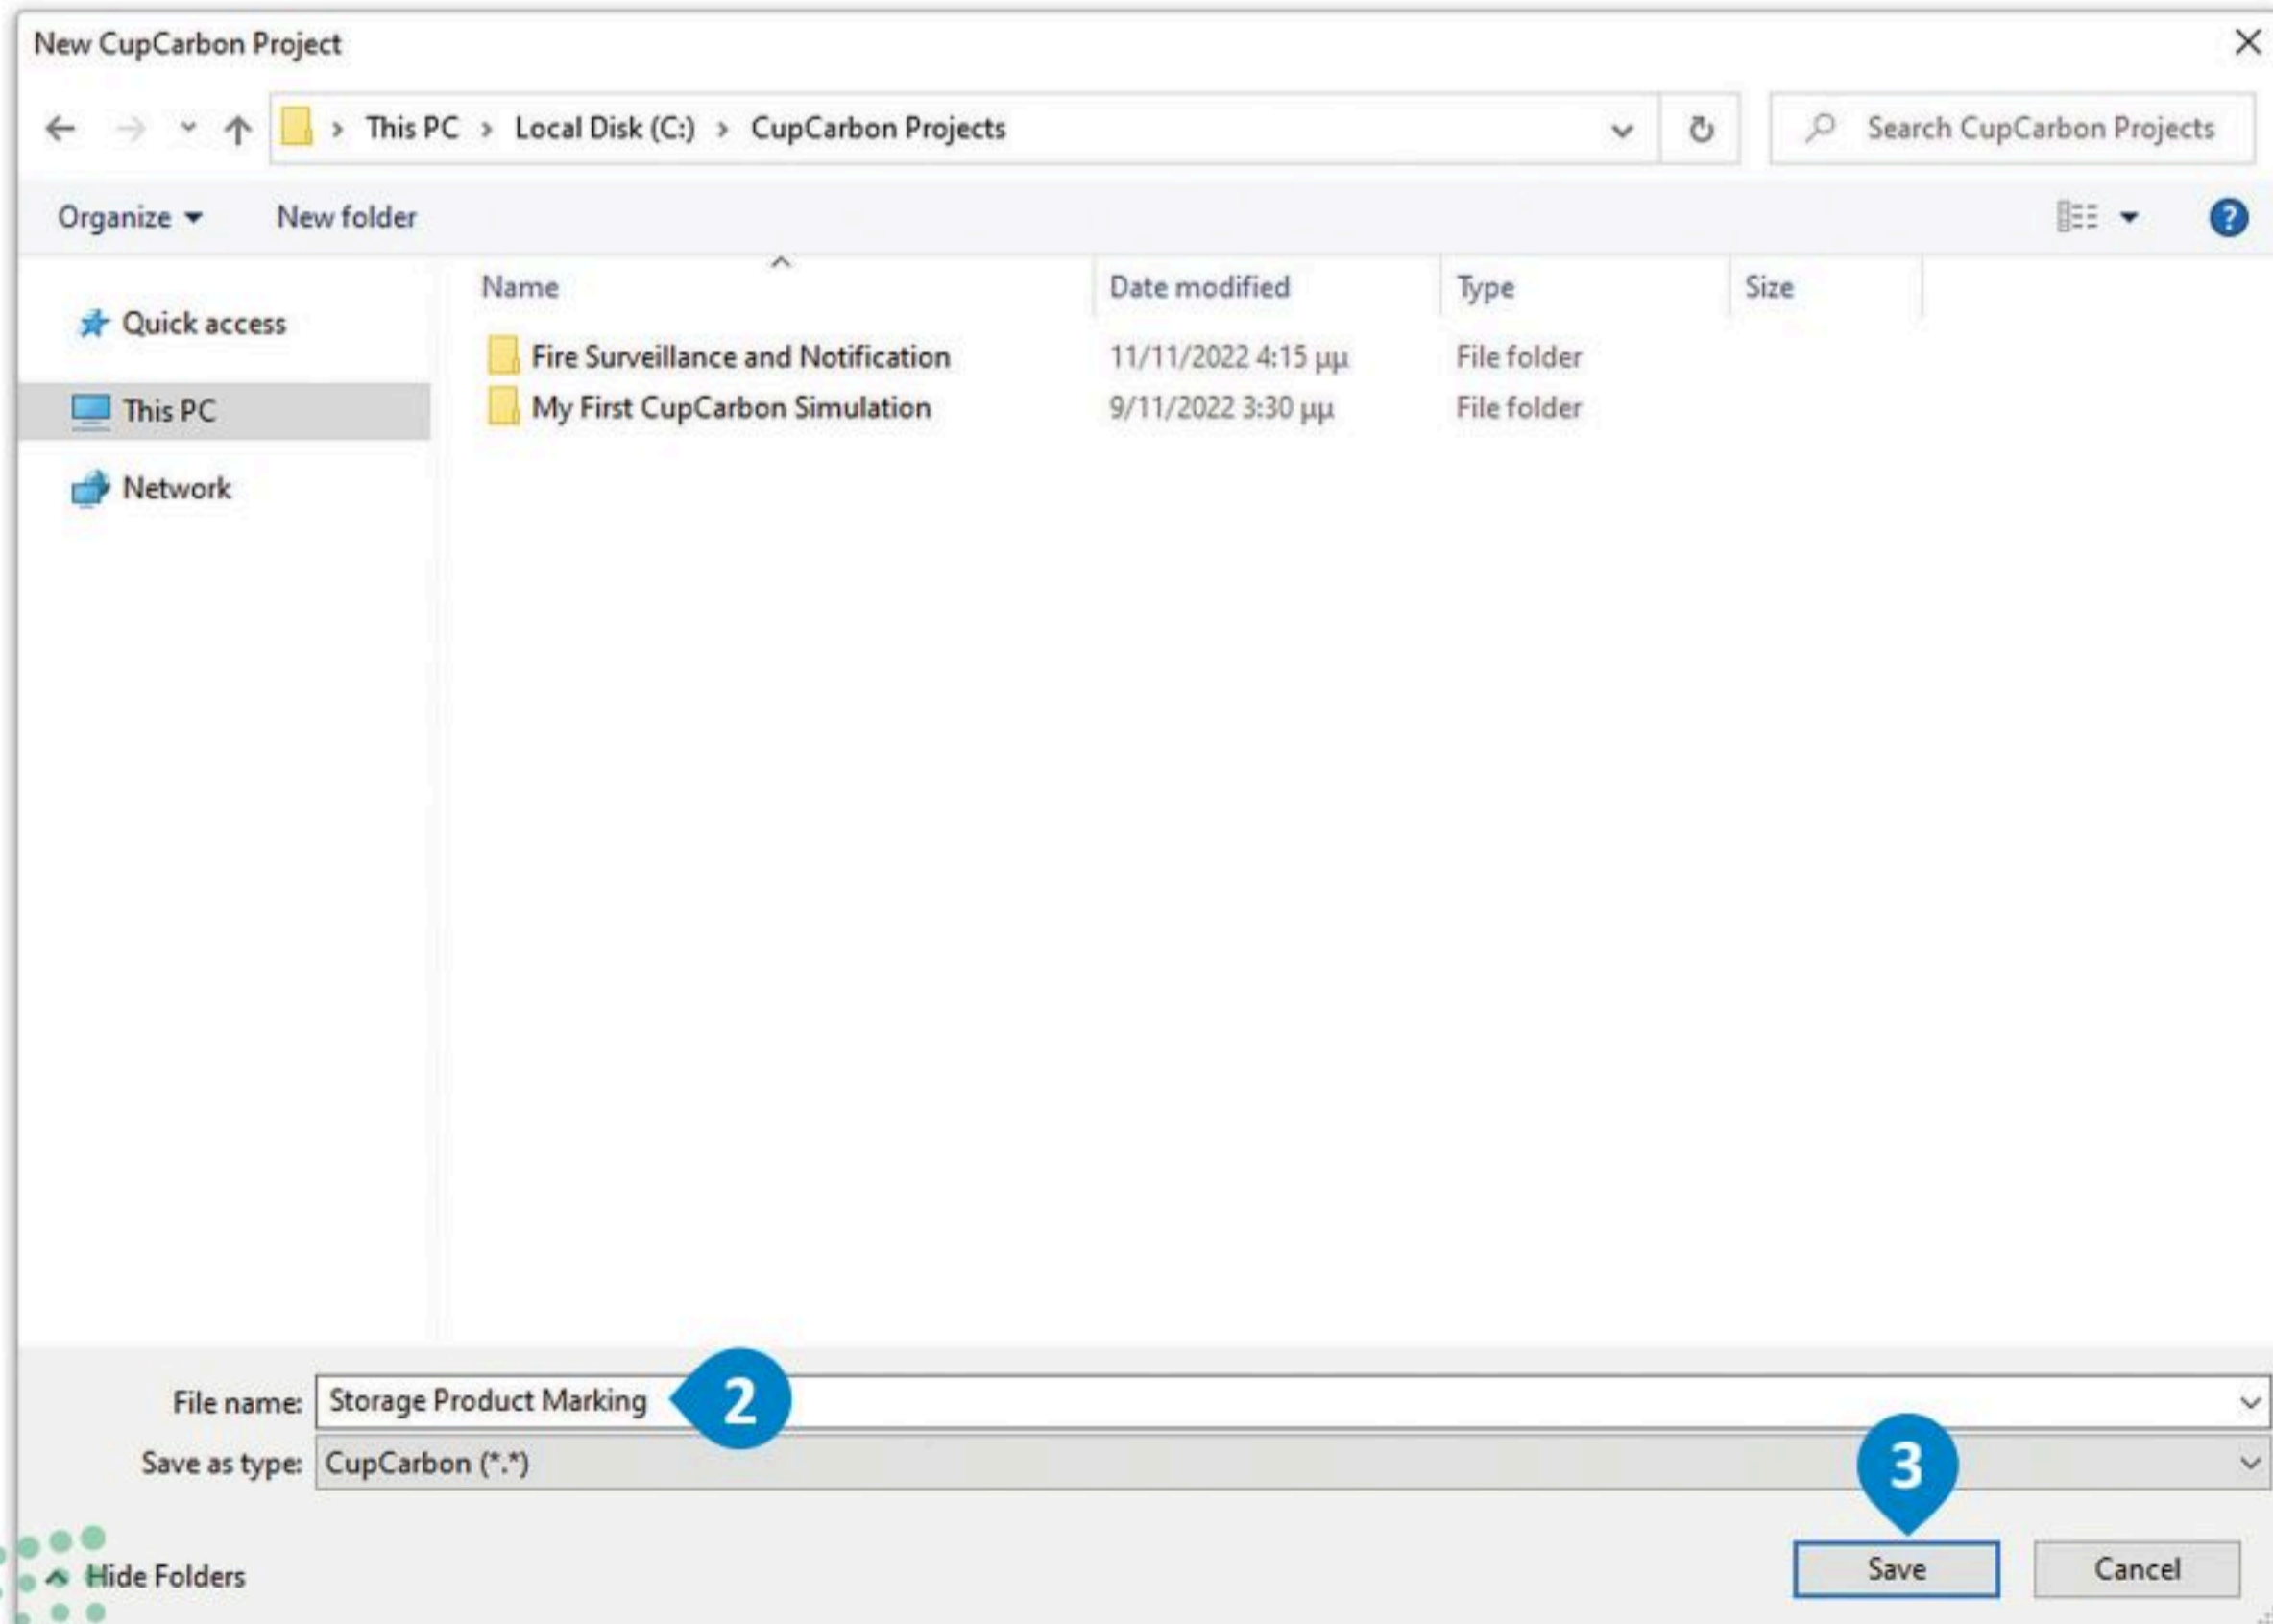 New CupCarbon Project
This PC > Local Disk (C:) > CupCarbon Projects
Search CupCarbon Projects
Organize
New folder
?
Name
Date modified
Type
Size
Quick access
This PC
Network
Fire Surveillance and Notification 11/11/2022 4:15 μμ File folder
My First CupCarbon Simulation 9/11/2022 3:30 μμ File folder
File name: Storage Product Marking
2
Save as type: CupCarbon (*.*)
3
Hide Folders
Save
Cancel